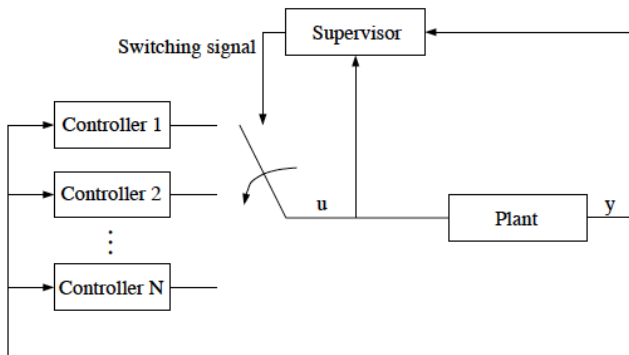 Supervisor
Switching signal
Controller 1
Controller 2
⋮
Controller N
u
Plant
y